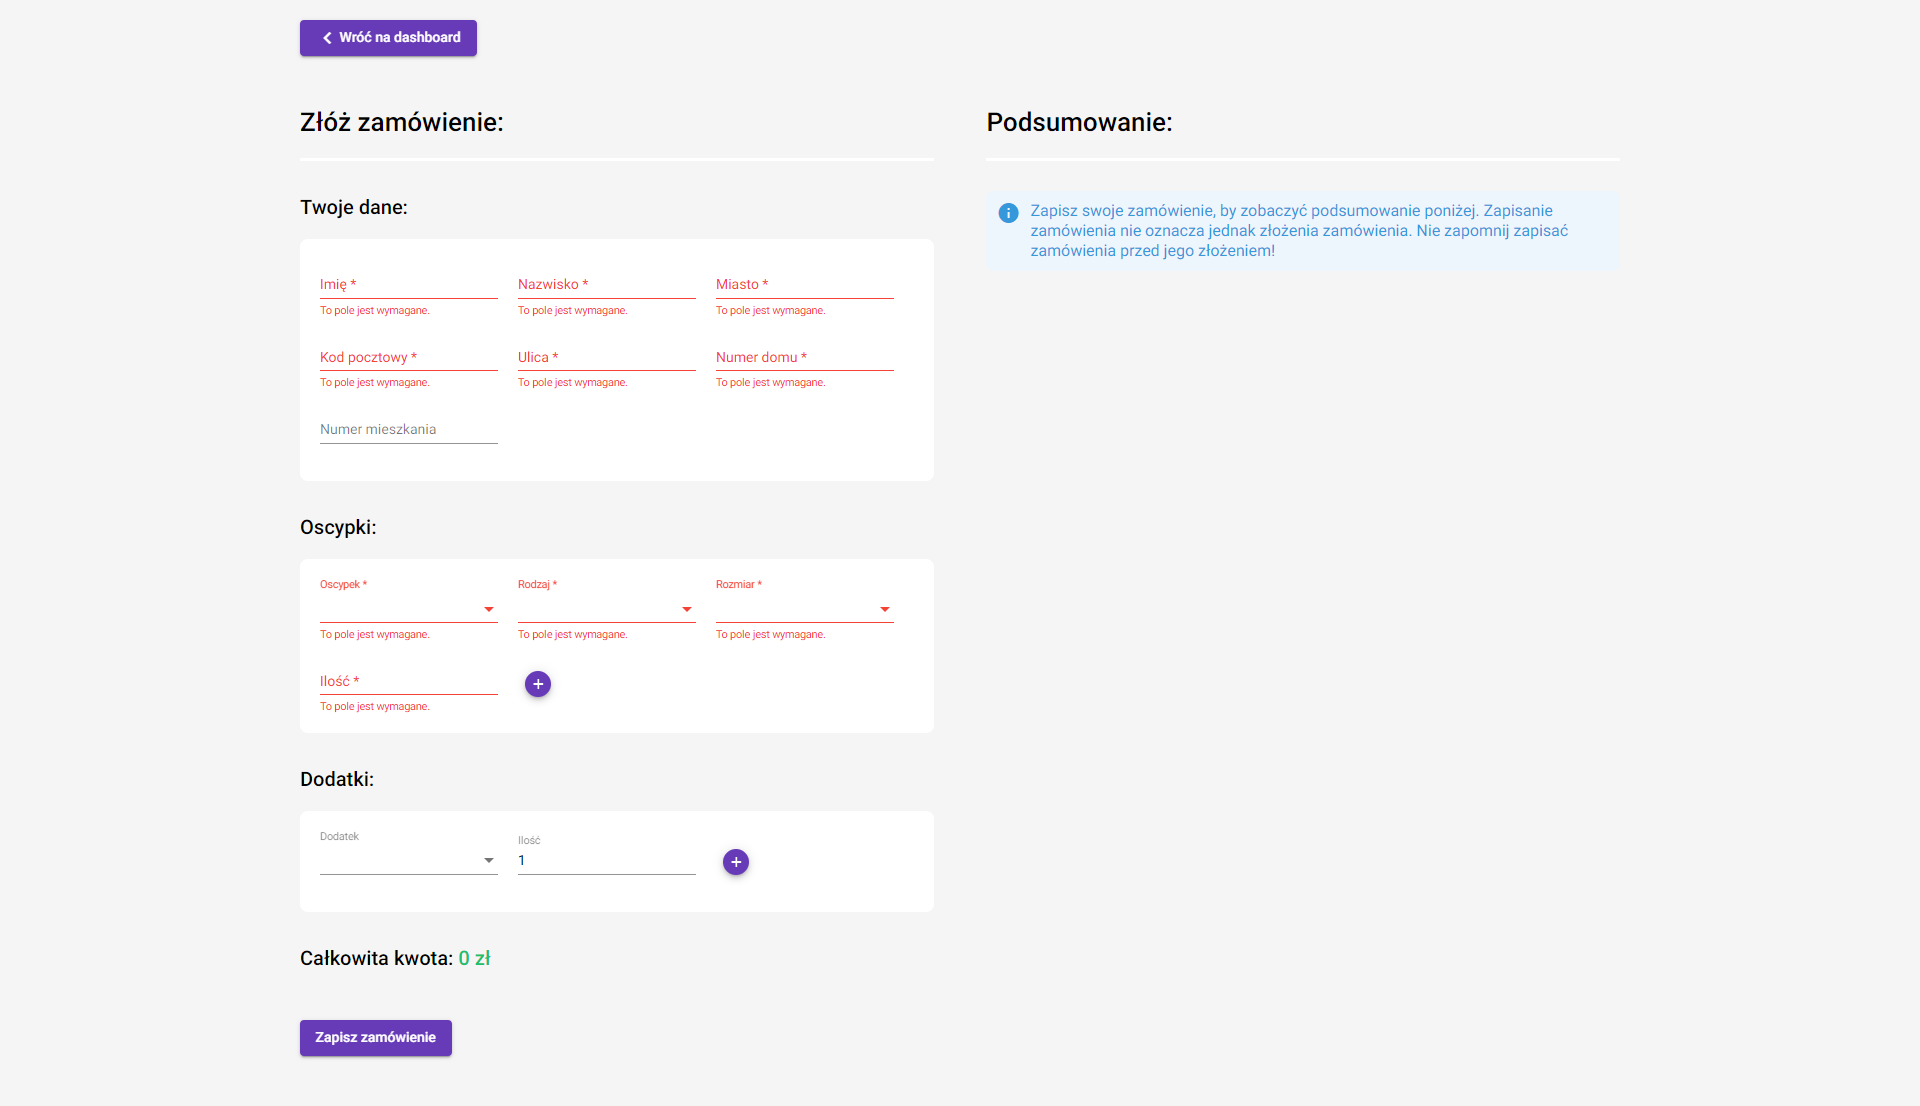 Wróć na dashboard
Złóż zamówienie:
Twoje dane:
Imię * Nazwisko * Miasto *
To pole jest wymagane. To pole jest wymagane. To pole jest wymagane.
Kod pocztowy * Ulica * Numer domu *
To pole jest wymagane. To pole jest wymagane. To pole jest wymagane.
Numer mieszkania
Oscypki:
Oscypek * Rodzaj * Rozmiar *
To pole jest wymagane. To pole jest wymagane. To pole jest wymagane.
Ilość *
To pole jest wymagane.
Dodatki:
Dodatek Ilość
1
Całkowita kwota: 0 zł
Zapisz zamówienie
Podsumowanie:
Zapisz swoje zamówienie, by zobaczyć podsumowanie poniżej. Zapisanie
zamówienia nie oznacza jednak złożenia zamówienia. Nie zapomnij zapisać
zamówienia przed jego złożeniem!